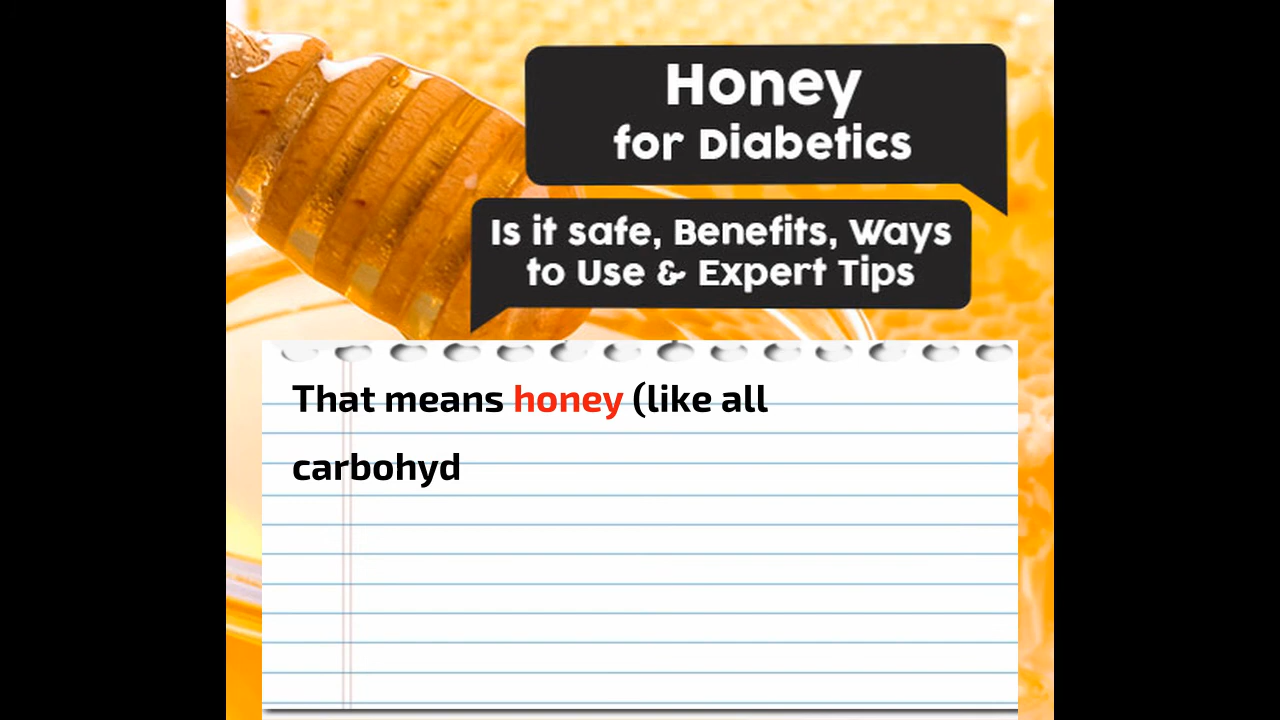 Honey
for Diabetics
Is it safe, Benefits, Ways
to Use & Expert Tips
That means honey (like all
carbohyd